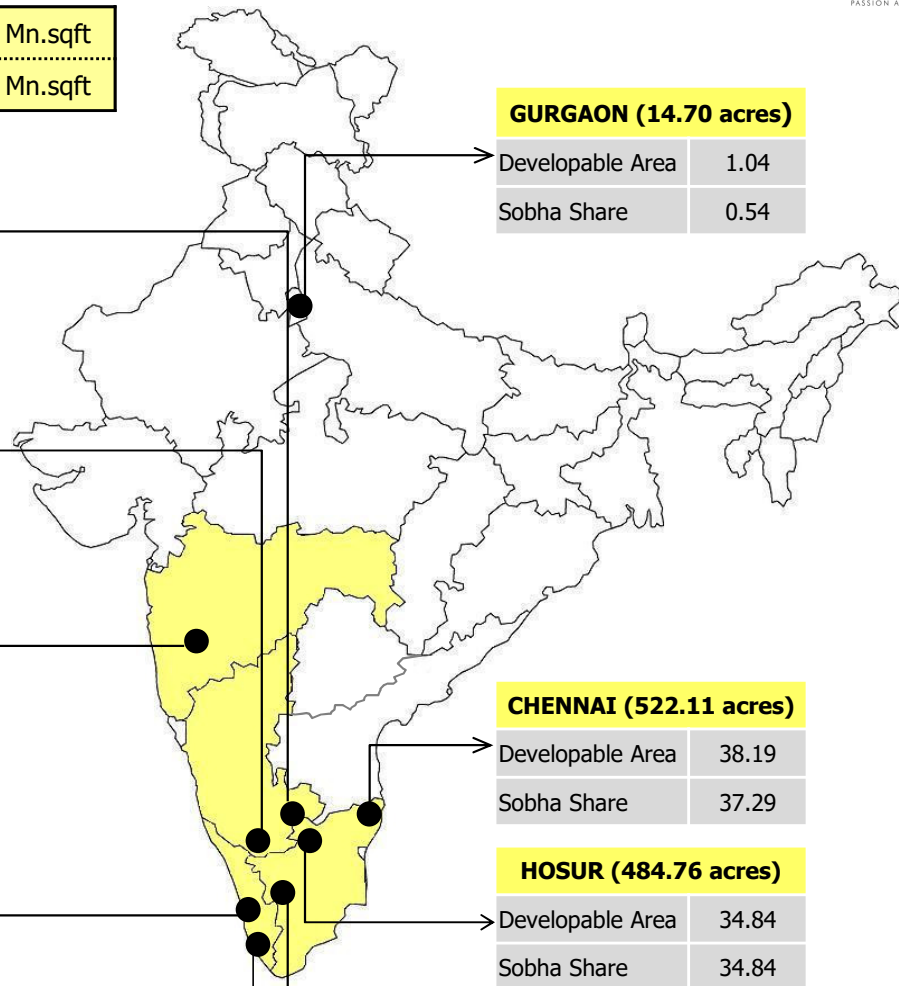 PASSION A
Mn.sqft
Mn.sqft
GURGAON (14.70 acres)
Developable Area 1.04
Sobha Share 0.54
CHENNAI (522.11 acres)
Developable Area 38.19
Sobha Share 37.29
HOSUR (484.76 acres)
Developable Area 34.84
Sobha Share 34.84